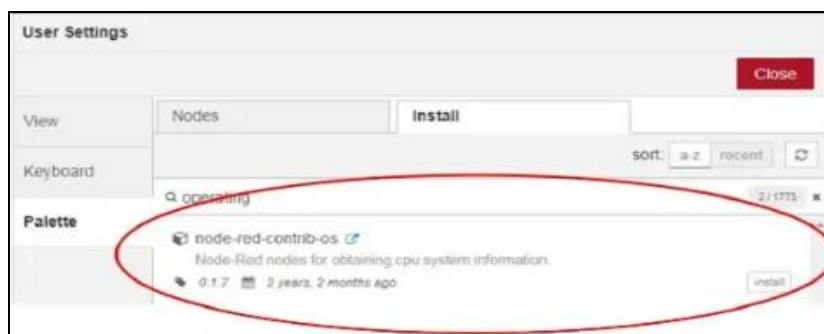 User Settings
Close
View
Nodes
Install
sort: a-z recent
Keyboard
operating
2 / 1773
Palette
node-red-contrib-os
Node-Red nodes for obtaining cpu system information.
0.1.7 2 years, 2 months ago
install